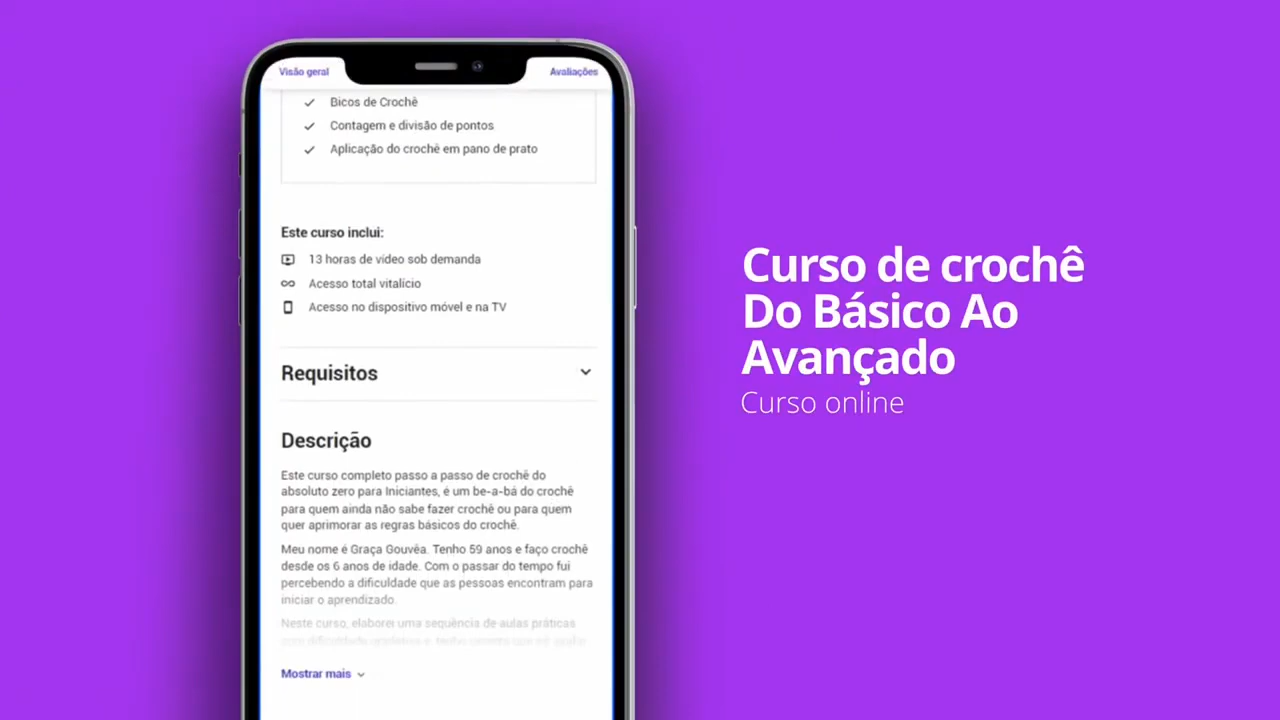 Visão geral
Avaliações
Bicos de Crochê
Contagem e divisão de pontos
Aplicação do crochê em pano de prato
Este curso inclui:
13 horas de vídeo sob demanda
Acesso total vitalício
Acesso no dispositivo móvel e na TV
Requisitos
Descrição
Este curso completo passo a passo de crochê do
absoluto zero para Iniciantes, é um be-a-bá do crochê
para quem ainda não sabe fazer crochê ou para quem
quer aprimorar as regras básicos do crochê.
Meu nome é Graça Gouvêa. Tenho 59 anos e faço crochê
desde os 6 anos de idade. Com o passar do tempo fui
percebendo a dificuldade que as pessoas encontram para
iniciar o aprendizado.
Neste curso, elaborei uma sequência de aulas práticas
Mostrar mais
Curso de crochê
Do Básico Ao
Avançado
Curso online